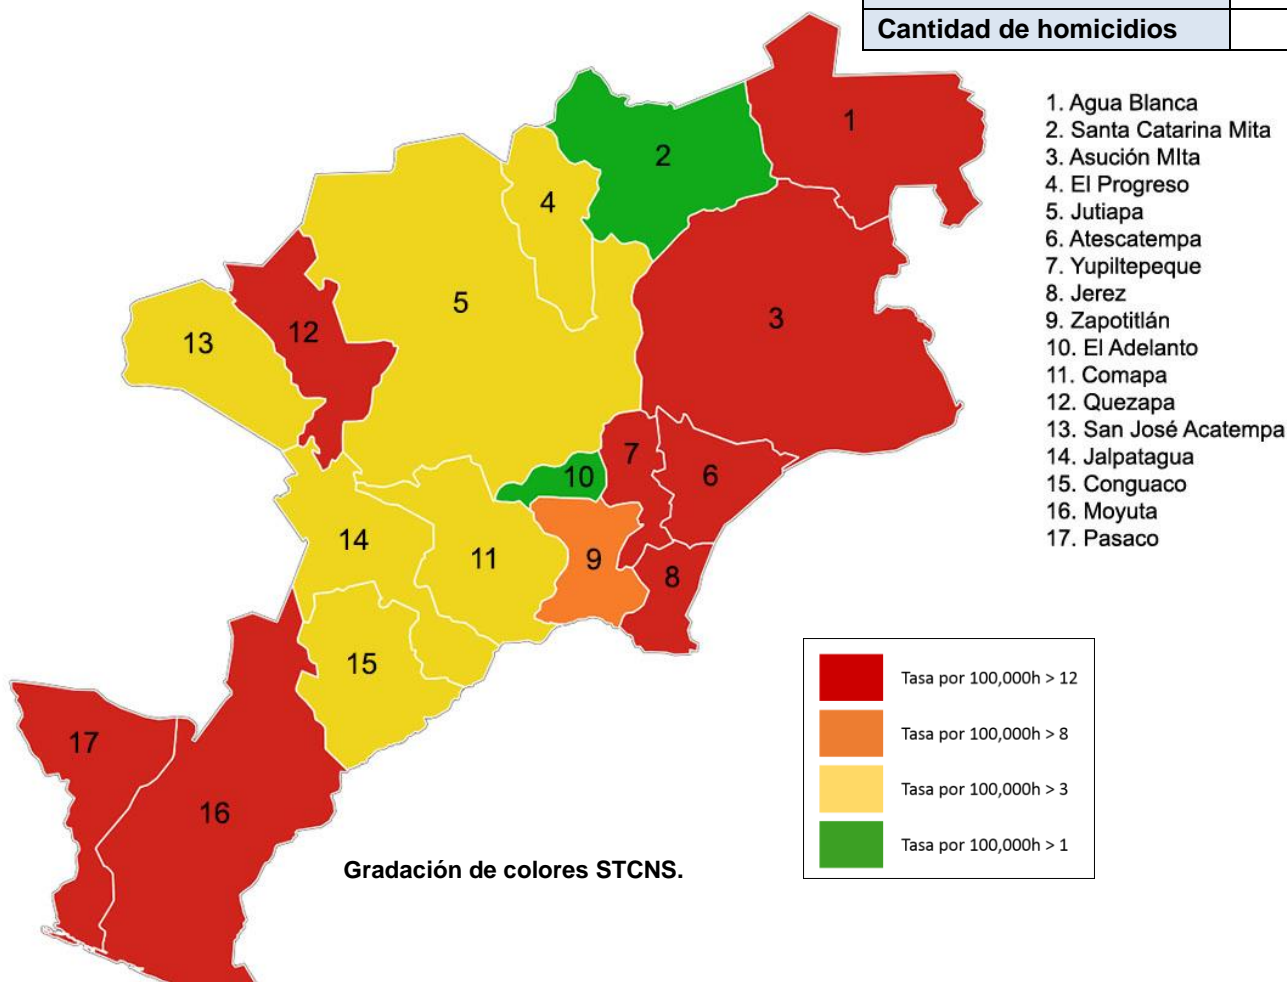 Cantidad de homicidios
1. Agua Blanca
2. Santa Catarina Mita
3. Asución MIta
4. El Progreso
5. Jutiapa
6. Atescatempa
7. Yupiltepeque
8. Jerez
9. Zapotitlán
10. El Adelanto
11. Comapa
12. Quezapa
13. San José Acatempa
14. Jalpatagua
15. Conguaco
16. Moyuta
17. Pasaco
1
2
4
3
5
12
13
7
6
10
14
11
9
8
15
17
16
Tasa por 100,000h > 12
Tasa por 100,000h > 8
Tasa por 100,000h > 3
Tasa por 100,000h > 1
Gradación de colores STCNS.